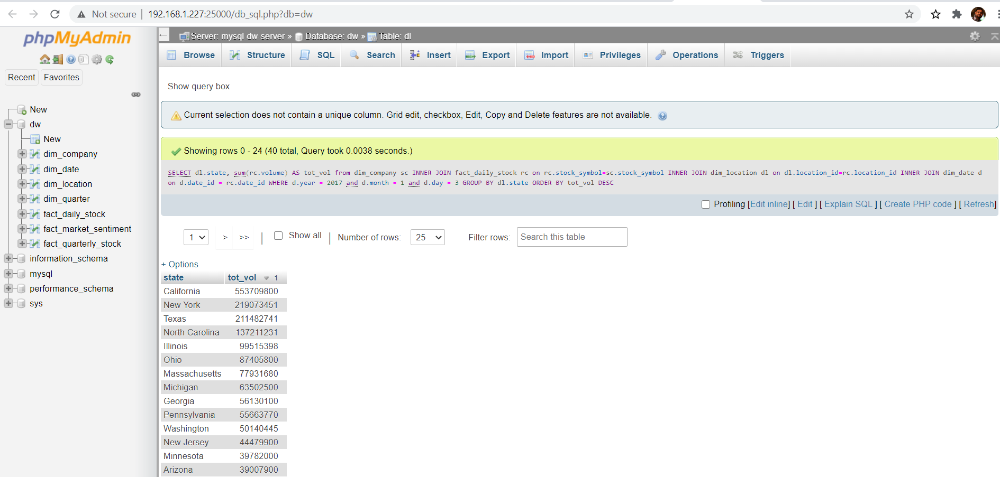 Not secure | 192.168.1.227:25000/db_sql.php?db=dw
phpMyAdmin
Recent Favorites
New
dw
New
dim_company
dim_date
dim_location
dim_quarter
fact_daily_stock
fact_market_sentiment
fact_quarterly_stock
information_schema
mysql
performance_schema
sys
Server: mysql-dw-server » Database: dw » Table: dl
Browse Structure SQL Search Insert Export Import Privileges Operations Triggers
Show query box
Current selection does not contain a unique column. Grid edit, checkbox, Edit, Copy and Delete features are not available.
Showing rows 0 - 24 (40 total, Query took 0.0038 seconds.)
SELECT dl.state, sum(rc.volume) AS tot_vol from dim_company sc INNER JOIN fact_daily_stock rc on rc.stock_symbol=sc.stock_symbol INNER JOIN dim_location dl on dl.location_id=rc.location_id INNER JOIN dim_date d
on d.date_id = rc.date_id WHERE d.year = 2017 and d.month = 1 and d.day = 3 GROUP BY dl.state ORDER BY tot_vol DESC
Profiling [Edit inline] [ Edit ] [ Explain SQL ] [ Create PHP code ] [ Refresh]
1 > >> | Show all | Number of rows: 25 Filter rows: Search this table
+ Options
state tot_vol 1
California 553709800
New York 219073451
Texas 211482741
North Carolina 137211231
Illinois 99515398
Ohio 87405800
Massachusetts 77931680
Michigan 63502500
Georgia 56130100
Pennsylvania 55663770
Washington 50140445
New Jersey 44479900
Minnesota 39782000
Arizona 39007900